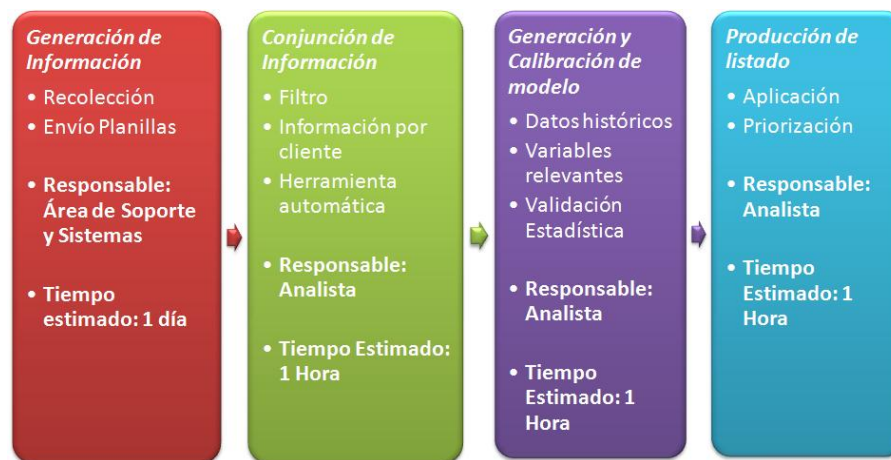 Generación de
Información
• Recolección
• Envío Planillas
• Responsable:
Área de Soporte
y Sistemas
• Tiempo
estimado: 1 día
Conjunción de
Información
• Filtro
• Información por
cliente
• Herramienta
automática
• Responsable:
Analista
• Tiempo Estimado:
1 Hora
Generación y
Calibración de
modelo
• Datos históricos
• Variables
relevantes
• Validación
Estadística
• Responsable:
Analista
• Tiempo
Estimado: 1
Hora
Producción de
listado
• Aplicación
• Priorización
• Responsable:
Analista
• Tiempo
Estimado: 1
Hora